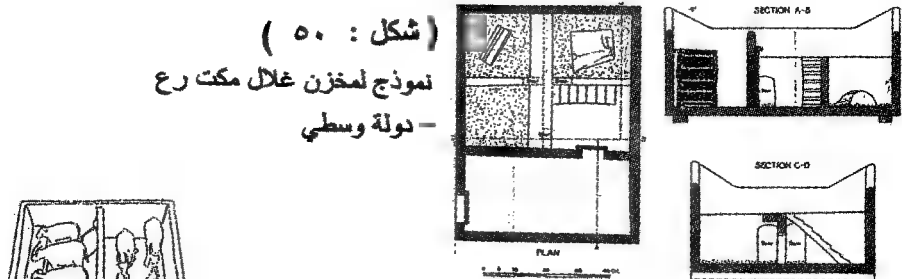 ( شكل : ٥٠ )
نموذج لمخزن غلال مكت رع
– دولة وسطي
SECTION A-B
SECTION C-D
PLAN